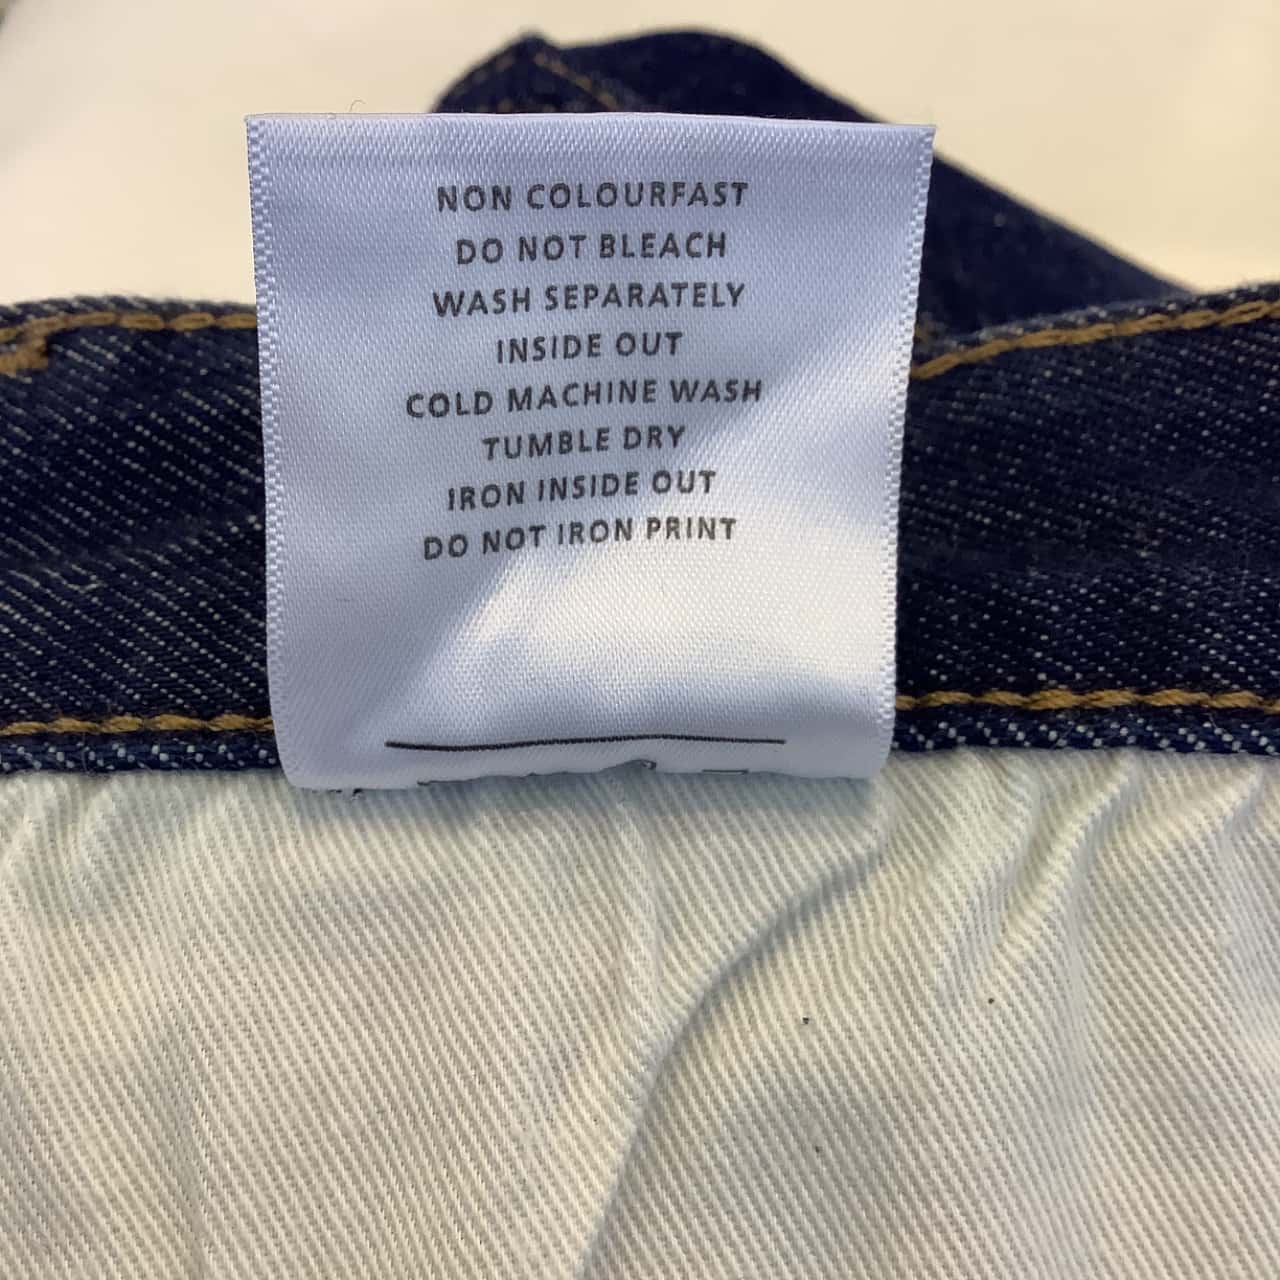 NON COLOURFAST
DO NOT BLEACH
WASH SEPARATELY
INSIDE OUT
COLD MACHINE WASH
TUMBLE DRY
IRON INSIDE OUT
DO NOT IRON PRINT